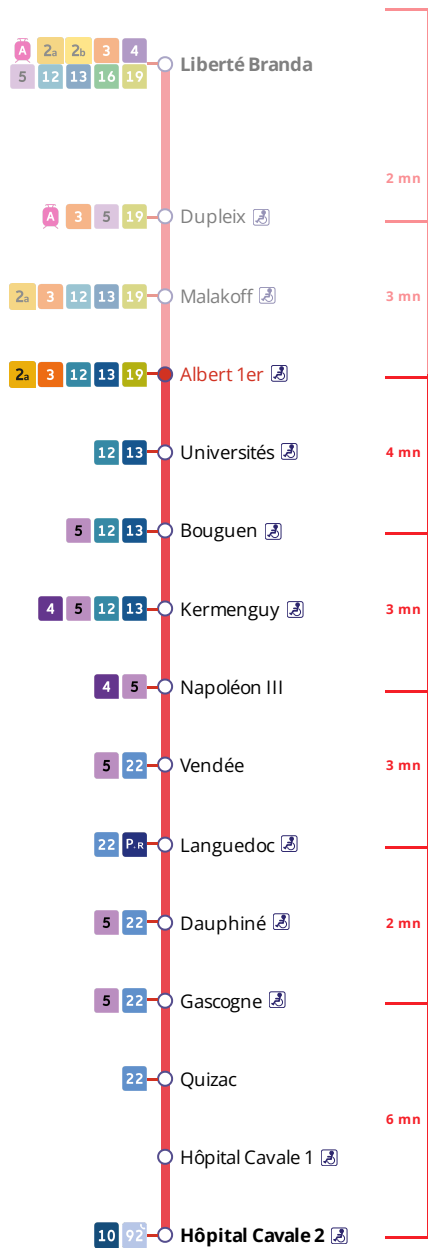 A 2a 2b 3 4
5 12 13 16 19
Liberté Branda
2 mn
A 3 5 19 Dupleix
2a 3 12 13 19 Malakoff
3 mn
2a 3 12 13 19 Albert 1er
12 13 Universités
4 mn
5 12 13 Bouguen
4 5 12 13 Kermenguy
3 mn
4 5 Napoléon III
5 22 Vendée
3 mn
22 P+R Languedoc
5 22 Dauphiné
2 mn
5 22 Gascogne
22 Quizac
6 mn
Hôpital Cavale 1
10 92 Hôpital Cavale 2